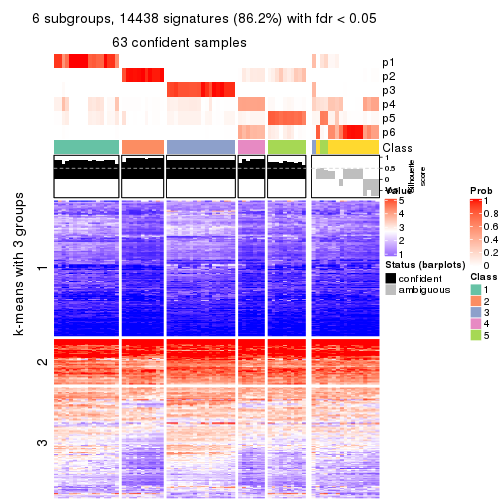 6 subgroups, 14438 signatures (86.2%) with fdr < 0.05
63 confident samples
p1
p2
p3
p4
p5
p6
Class
1
0.5
0
Silhouette
score
k-means with 3 groups
1
2
3
Value
5
4
3
2
1
Status (barplots)
confident
ambiguous
Prob
1
0.8
0.6
0.4
0.2
0
Class
1
2
3
4
5